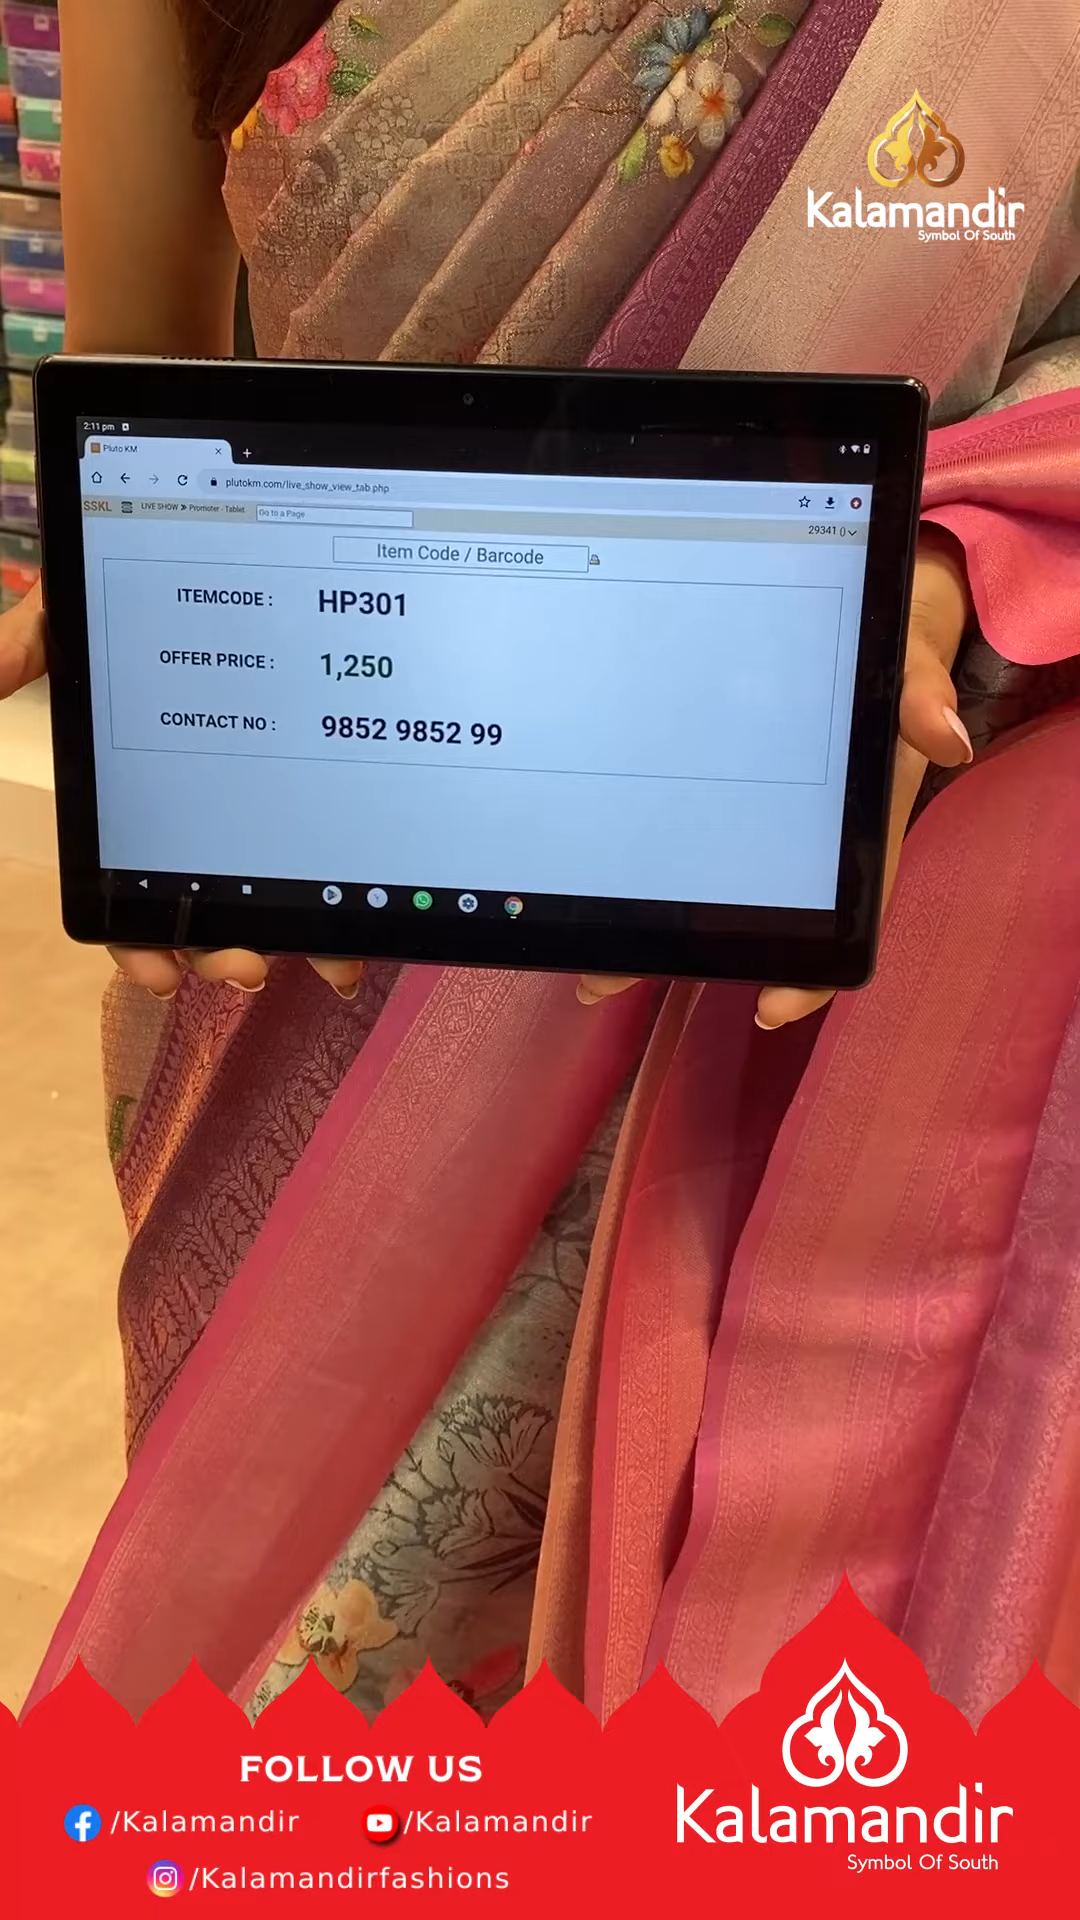 Kalamandir
Symbol Of South
2:11 pm
Pluto KM
plutokm.com/live_show_view_tab.php
SSKL LIVE SHOW Promoter - Tablet Go to a Page
29341 ()
Item Code / Barcode
ITEMCODE : HP301
OFFER PRICE : 1,250
CONTACT NO : 9852 9852 99
FOLLOW US
/Kalamandir /Kalamandir
/Kalamandirfashions
Kalamandir
Symbol Of South